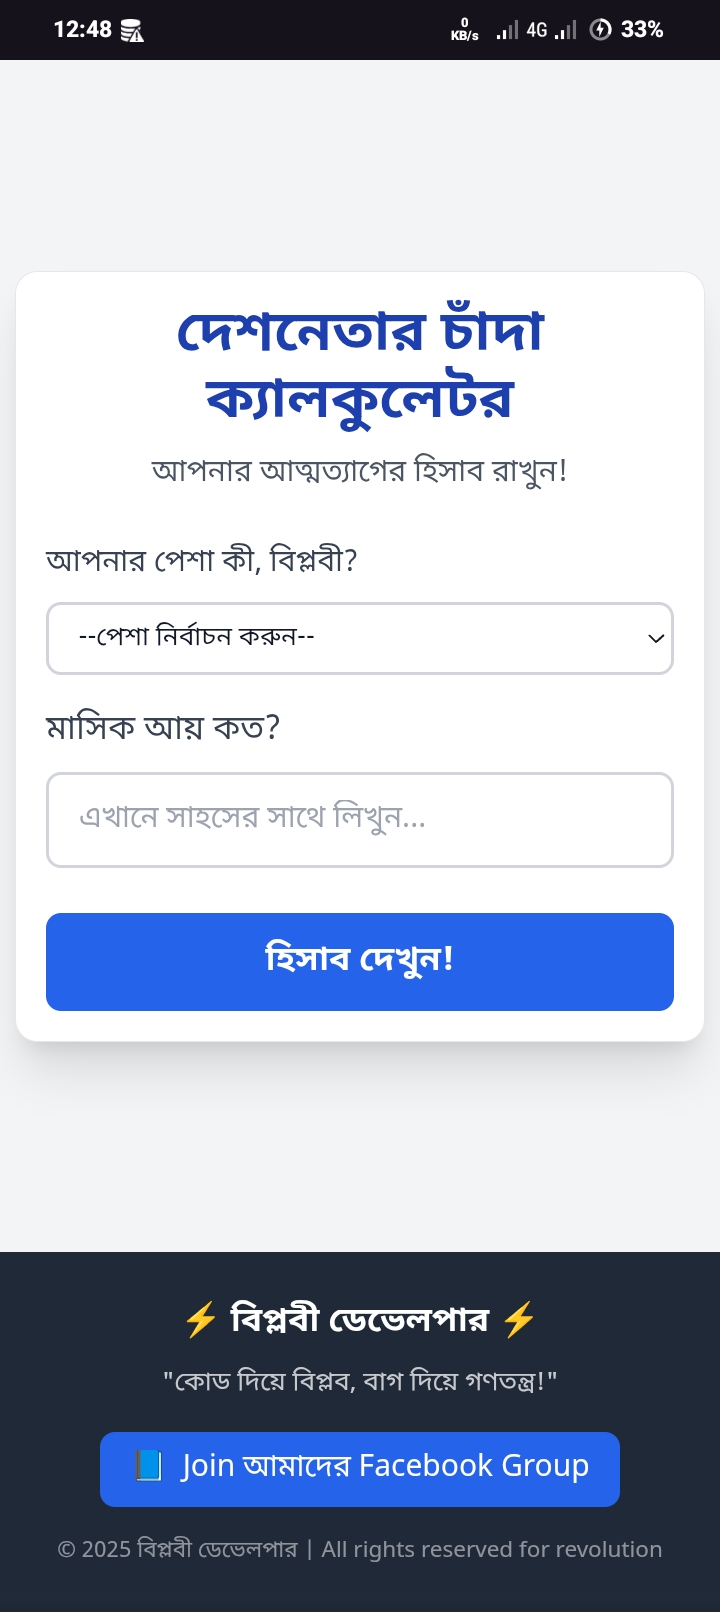 12:48
0
KB/s
4G
33%
দেশনেতার চাঁদা
ক্যালকুলেটর
আপনার আত্মত্যাগের হিসাব রাখুন!
আপনার পেশা কী, বিপ্লবী?
--পেশা নির্বাচন করুন--
মাসিক আয় কত?
এখানে সাহসের সাথে লিখুন...
হিসাব দেখুন!
⚡ বিপ্লবী ডেভেলপার ⚡
"কোড দিয়ে বিপ্লব, বাগ দিয়ে গণতন্ত্র!"
📘 Join আমাদের Facebook Group
© 2025 বিপ্লবী ডেভেলপার | All rights reserved for revolution